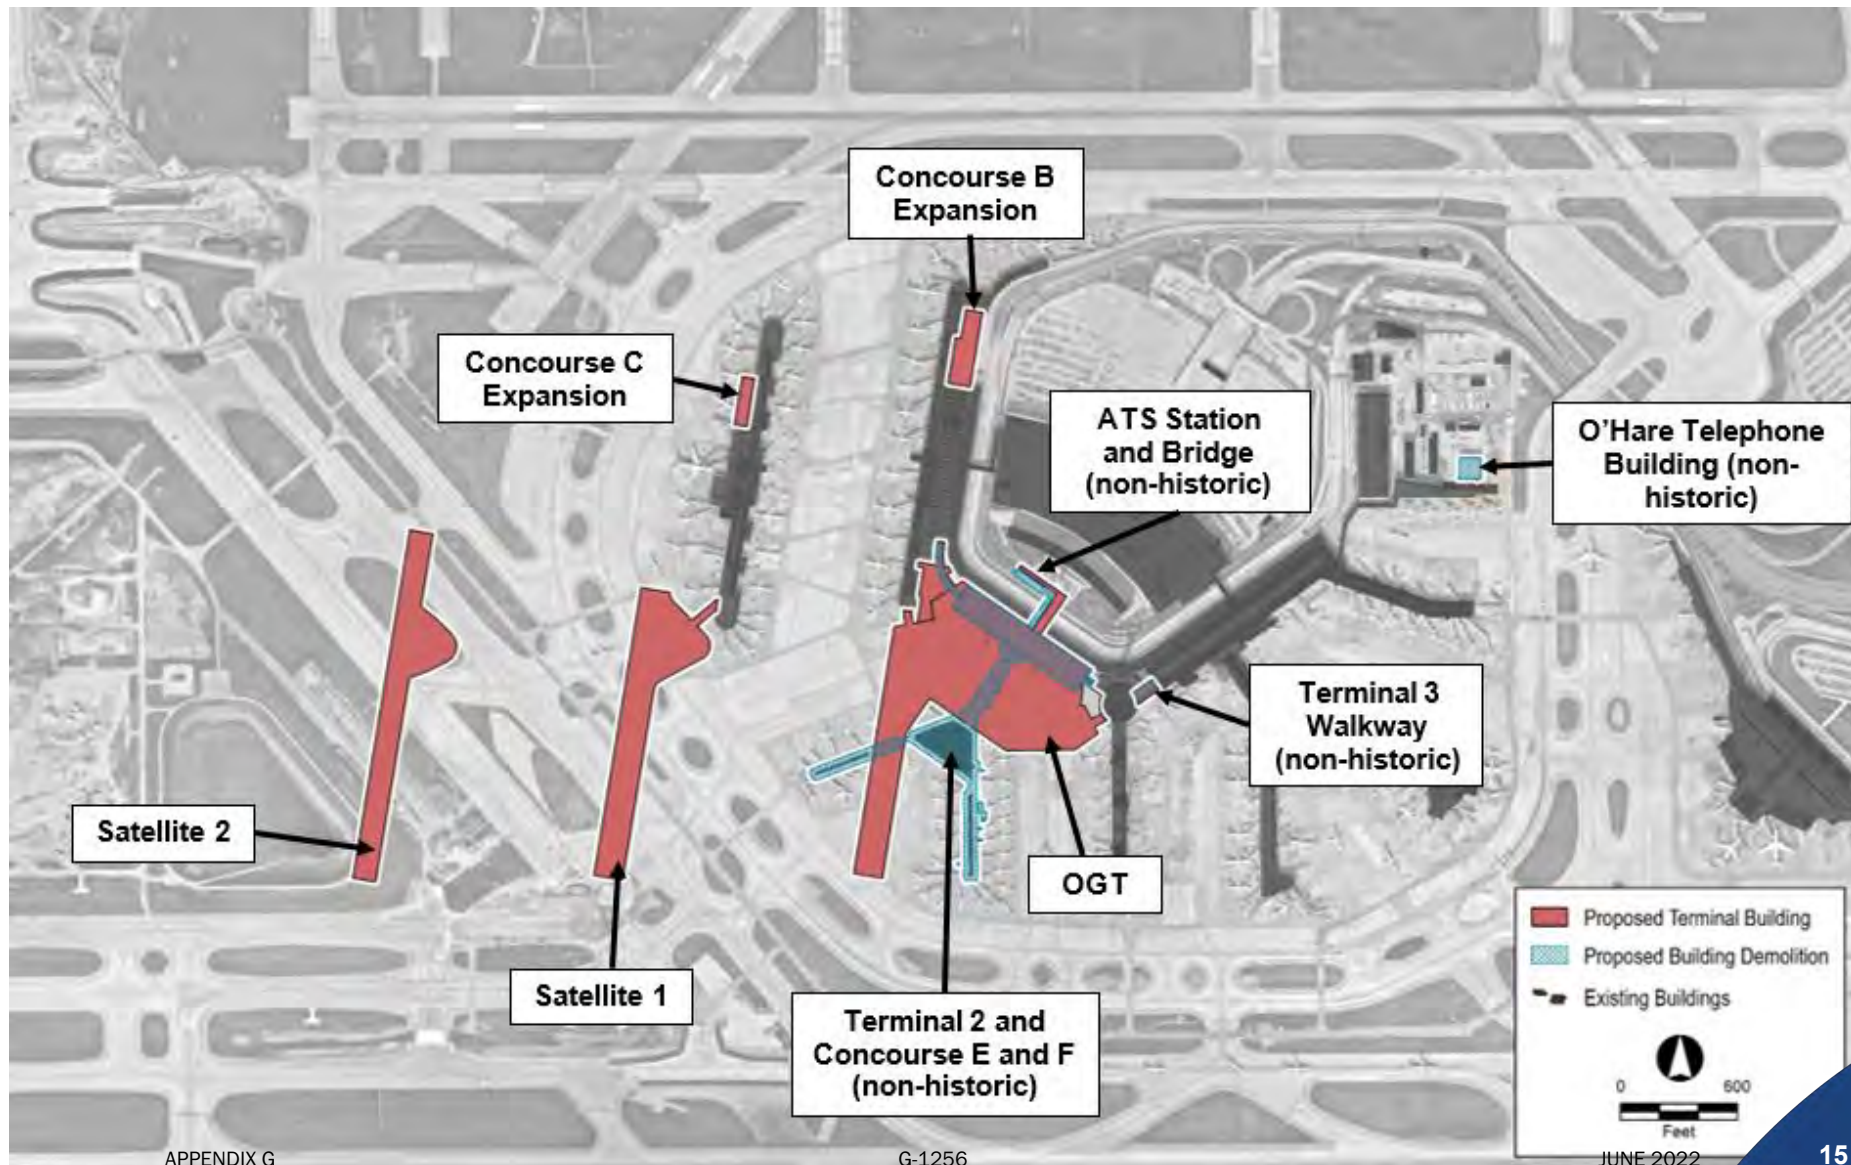 Concourse B
Expansion
Concourse C
Expansion
ATS Station
and Bridge
(non-historic)
O'Hare Telephone
Building (non-
historic)
Terminal 3
Walkway
(non-historic)
Satellite 2
OGT
Satellite 1
Terminal 2 and
Concourse E and F
(non-historic)
Proposed Terminal Building
Proposed Building Demolition
Existing Buildings
0 600
Feet
APPENDIX G G-1256 JUNE 2022 15